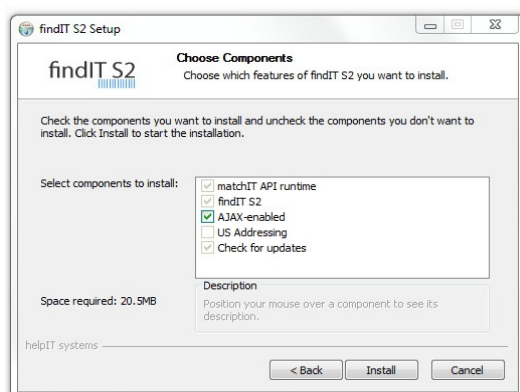 findIT S2 Setup
findIT S2
Choose Components
Choose which features of findIT S2 you want to install.
Check the components you want to install and uncheck the components you don't want to
install. Click Install to start the installation.
Select components to install:
matchIT API runtime
findIT S2
AJAX-enabled
US Addressing
Check for updates
Space required: 20.5MB
Description
Position your mouse over a component to see its
description.
helpIT systems
< Back
Install
Cancel